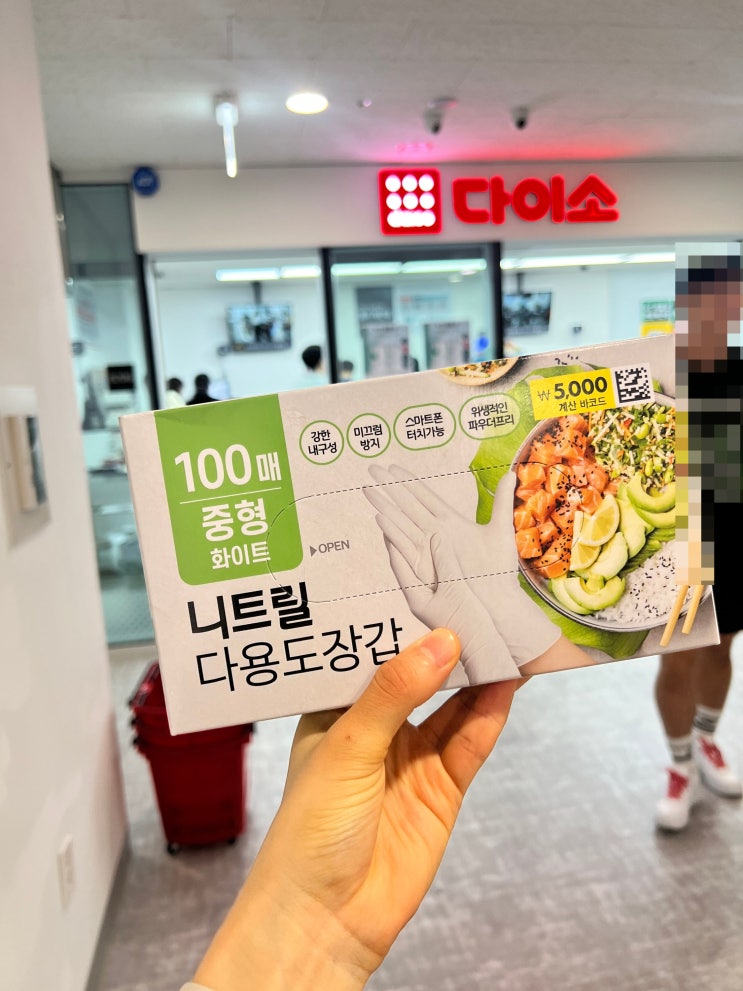 다이소
₩ 5,000
계산 바코드
100매
중형
화이트
강한
내구성
미끄럼
방지
스마트폰
터치가능
위생적인
파우더프리
▶OPEN
니트릴
다용도장갑